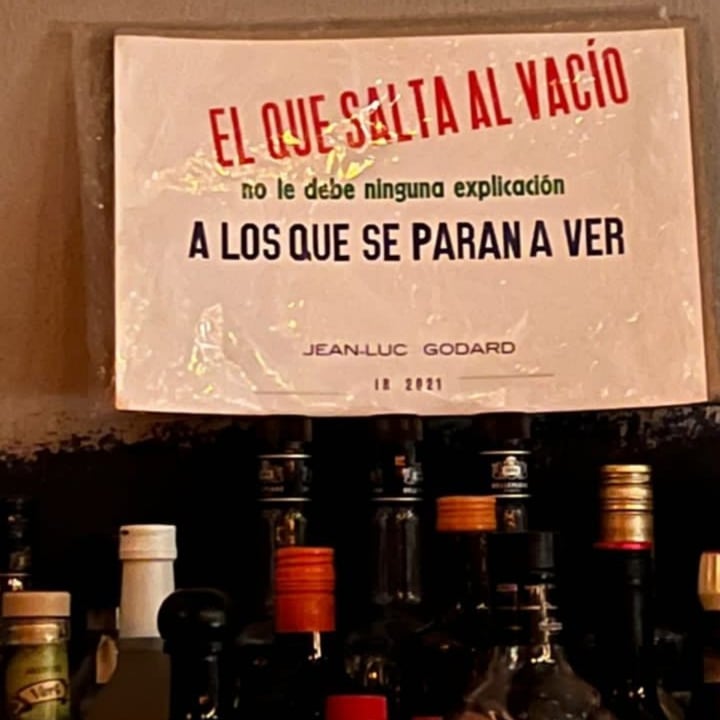 EL QUE SALTA AL VACÍO
no le debe ninguna explicación
A LOS QUE SE PARAN A VER
JEAN-LUC GODARD
IR 2021